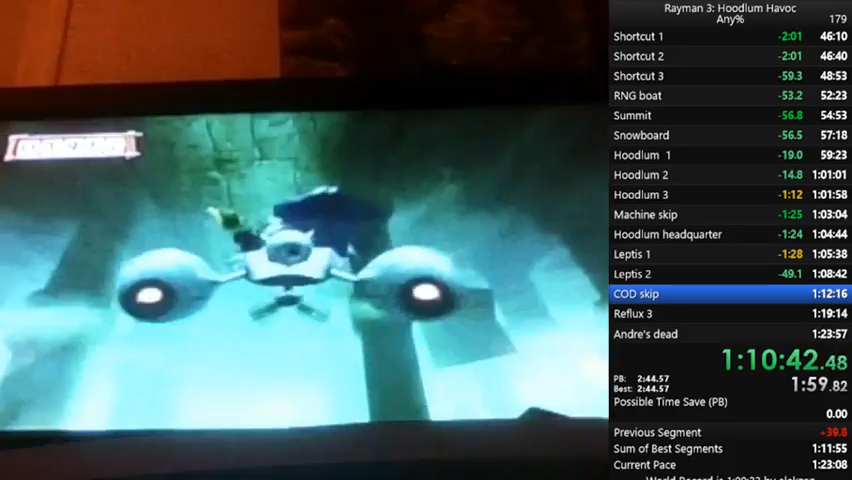 Rayman 3: Hoodlum Havoc
Any% 179
Shortcut 1 -2:01 46:10
Shortcut 2 -2:01 46:40
Shortcut 3 -59.3 48:53
RNG boat -53.2 52:23
Summit -56.8 54:53
Snowboard -56.5 57:18
Hoodlum 1 -19.0 59:23
Hoodlum 2 -14.8 1:01:01
Hoodlum 3 -1:12 1:01:58
Machine skip -1:25 1:03:04
Hoodlum headquarter -1:24 1:04:44
Leptis 1 -1:28 1:05:38
Leptis 2 -49.1 1:08:42
COD skip 1:12:16
Reflux 3 1:19:14
Andre's dead 1:23:57
1:10:42.48
PB: 2:44.57
Best: 2:44.57
1:59.82
Possible Time Save (PB)
0.00
Previous Segment +39.8
Sum of Best Segments 1:11:55
Current Pace 1:23:08
World Record is